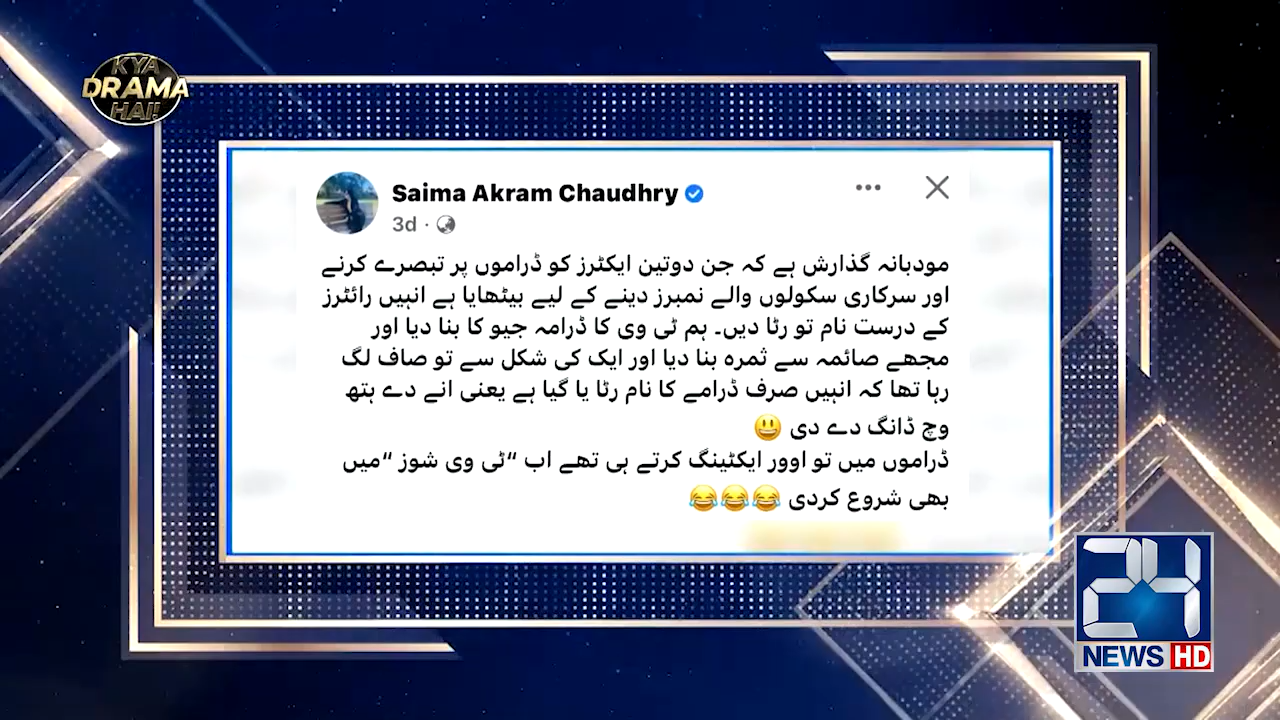 KYA
DRAMA
HAI!
Saima Akram Chaudhry
3d ·
مودبانہ گذارش ہے کہ جن دوتین ایکٹرز کو ڈراموں پر تبصرے کرنے
اور سرکاری سکولوں والے نمبرز دینے کے لیے بیٹھایا ہے انہیں رائٹرز
کے درست نام تو رٹا دیں۔ ہم ٹی وی کا ڈرامہ جیو کا بنا دیا اور
مجھے صائمہ سے ثمرہ بنا دیا اور ایک کی شکل سے تو صاف لگ
رہا تھا کہ انہیں صرف ڈرامے کا نام رٹا یا گیا ہے یعنی انے دے ہتھ
وچ ڈانگ دے دی 😃
ڈراموں میں تو اوور ایکٹینگ کرتے ہی تھے اب “ٹی وی شوز “میں
بھی شروع کردی 😂😂😂
24
NEWS HD